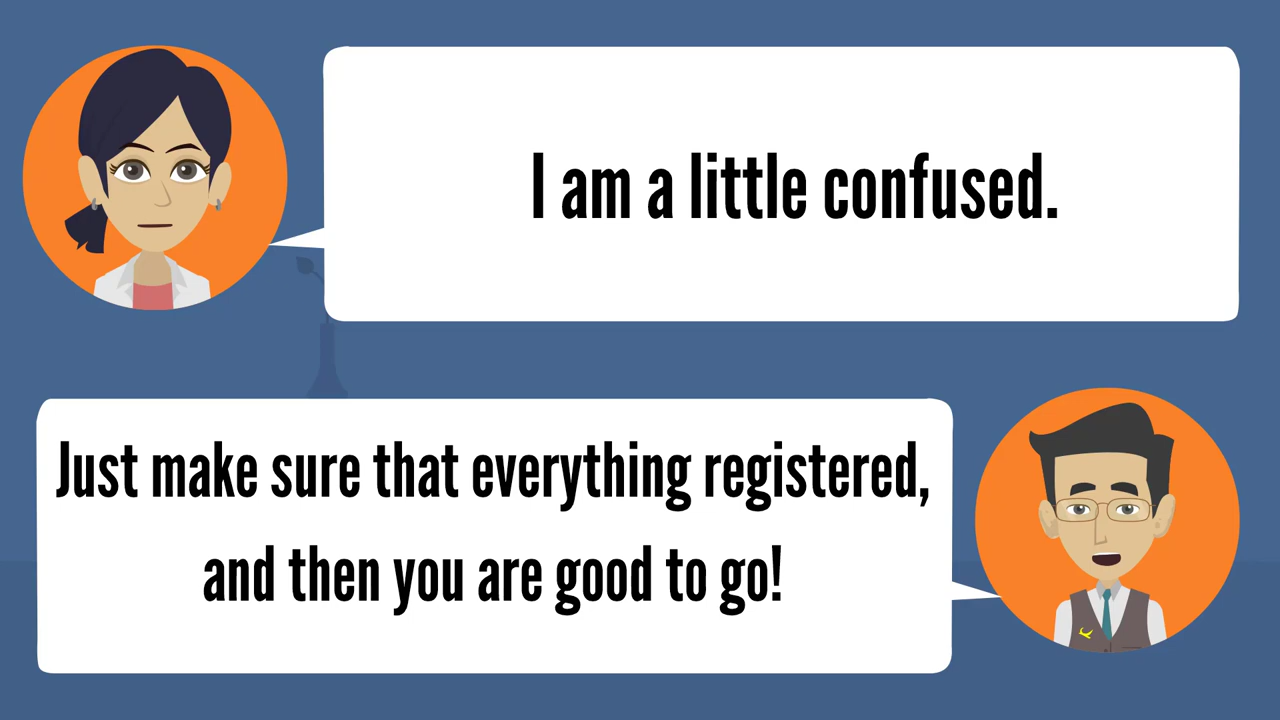 I am a little confused.
Just make sure that everything registered,
and then you are good to go!